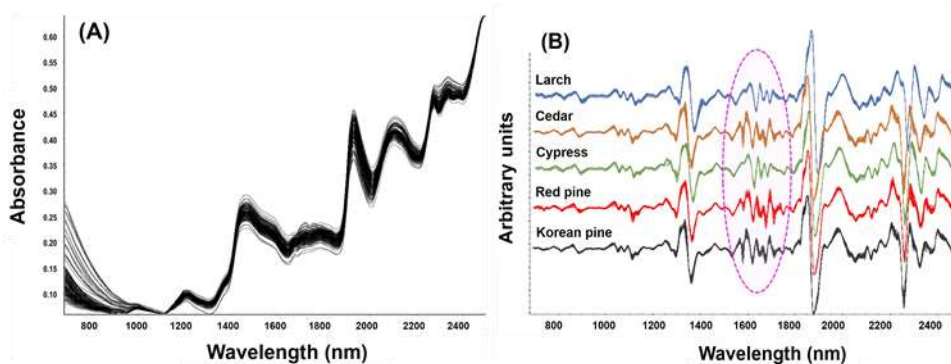 (A)
Absorbance
0.60
0.55
0.50
0.45
0.40
0.35
0.30
0.25
0.20
0.15
0.10
800 1000 1200 1400 1600 1800 2000 2200 2400
Wavelength (nm)
(B)
Arbitrary units
Larch
Cedar
Cypress
Red pine
Korean pine
800 1000 1200 1400 1600 1800 2000 2200 2400
Wavelength (nm)